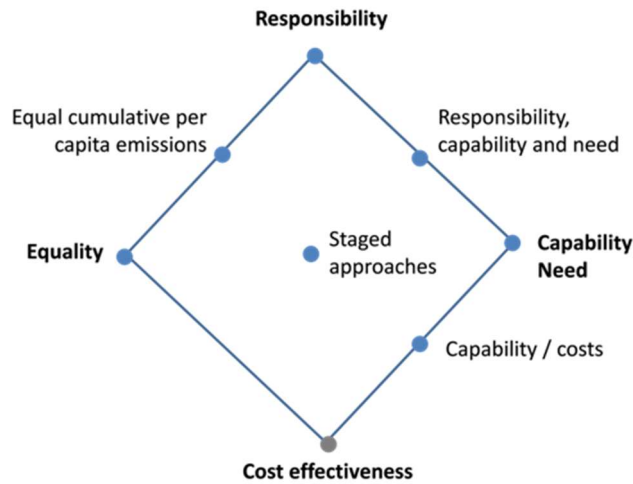 Responsibility
Equal cumulative per
capita emissions
Responsibility,
capability and need
Equality
Staged
approaches
Capability
Need
Capability / costs
Cost effectiveness